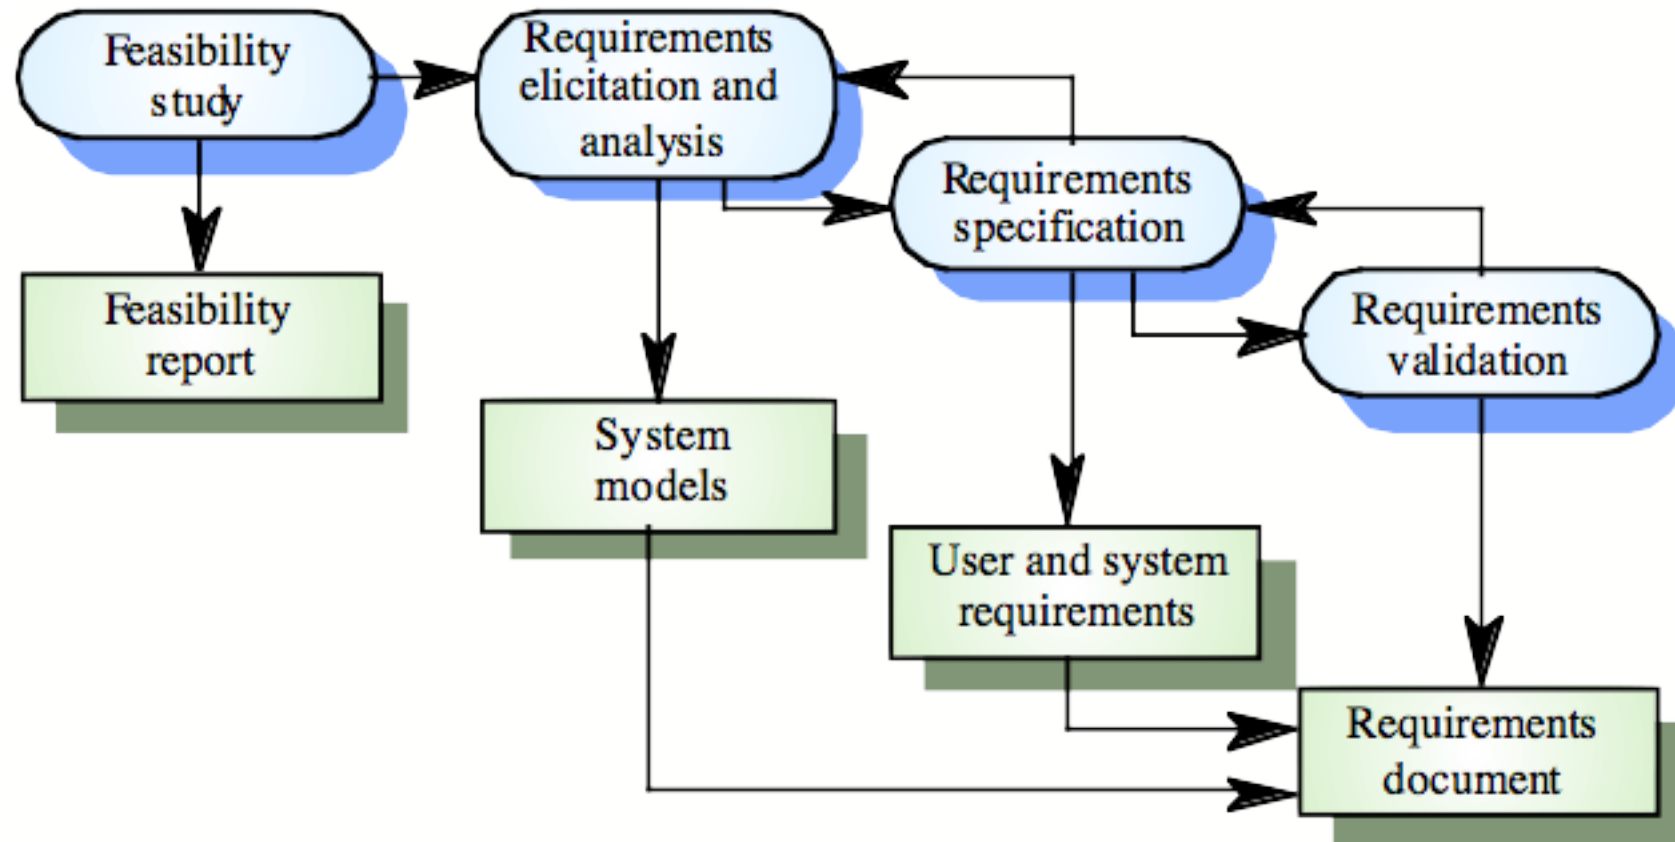 Feasibility
study
Requirements
elicitation and
analysis
Requirements
specification
Requirements
validation
Feasibility
report
System
models
User and system
requirements
Requirements
document